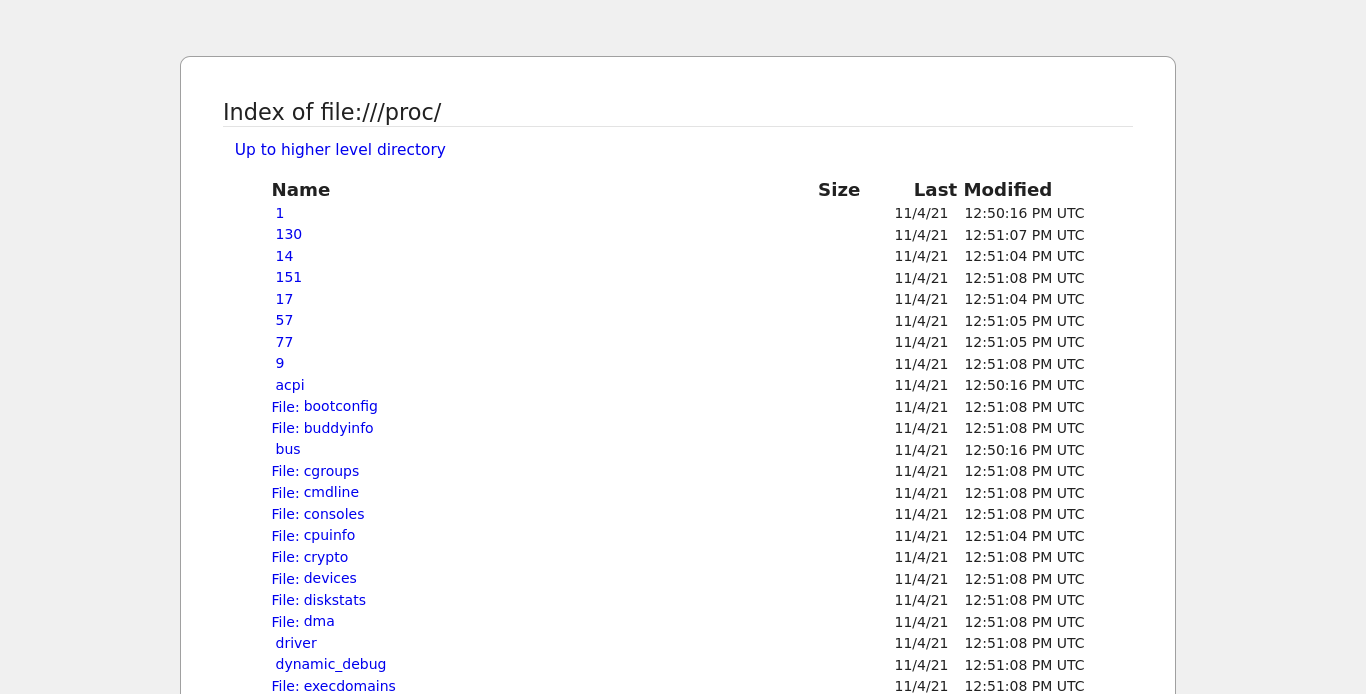 Index of file:///proc/
Up to higher level directory
Name Size Last Modified
1 11/4/21 12:50:16 PM UTC
130 11/4/21 12:51:07 PM UTC
14 11/4/21 12:51:04 PM UTC
151 11/4/21 12:51:08 PM UTC
17 11/4/21 12:51:04 PM UTC
57 11/4/21 12:51:05 PM UTC
77 11/4/21 12:51:05 PM UTC
9 11/4/21 12:51:08 PM UTC
acpi 11/4/21 12:50:16 PM UTC
File: bootconfig 11/4/21 12:51:08 PM UTC
File: buddyinfo 11/4/21 12:51:08 PM UTC
bus 11/4/21 12:50:16 PM UTC
File: cgroups 11/4/21 12:51:08 PM UTC
File: cmdline 11/4/21 12:51:08 PM UTC
File: consoles 11/4/21 12:51:08 PM UTC
File: cpuinfo 11/4/21 12:51:04 PM UTC
File: crypto 11/4/21 12:51:08 PM UTC
File: devices 11/4/21 12:51:08 PM UTC
File: diskstats 11/4/21 12:51:08 PM UTC
File: dma 11/4/21 12:51:08 PM UTC
driver 11/4/21 12:51:08 PM UTC
dynamic_debug 11/4/21 12:51:08 PM UTC
File: execdomains 11/4/21 12:51:08 PM UTC